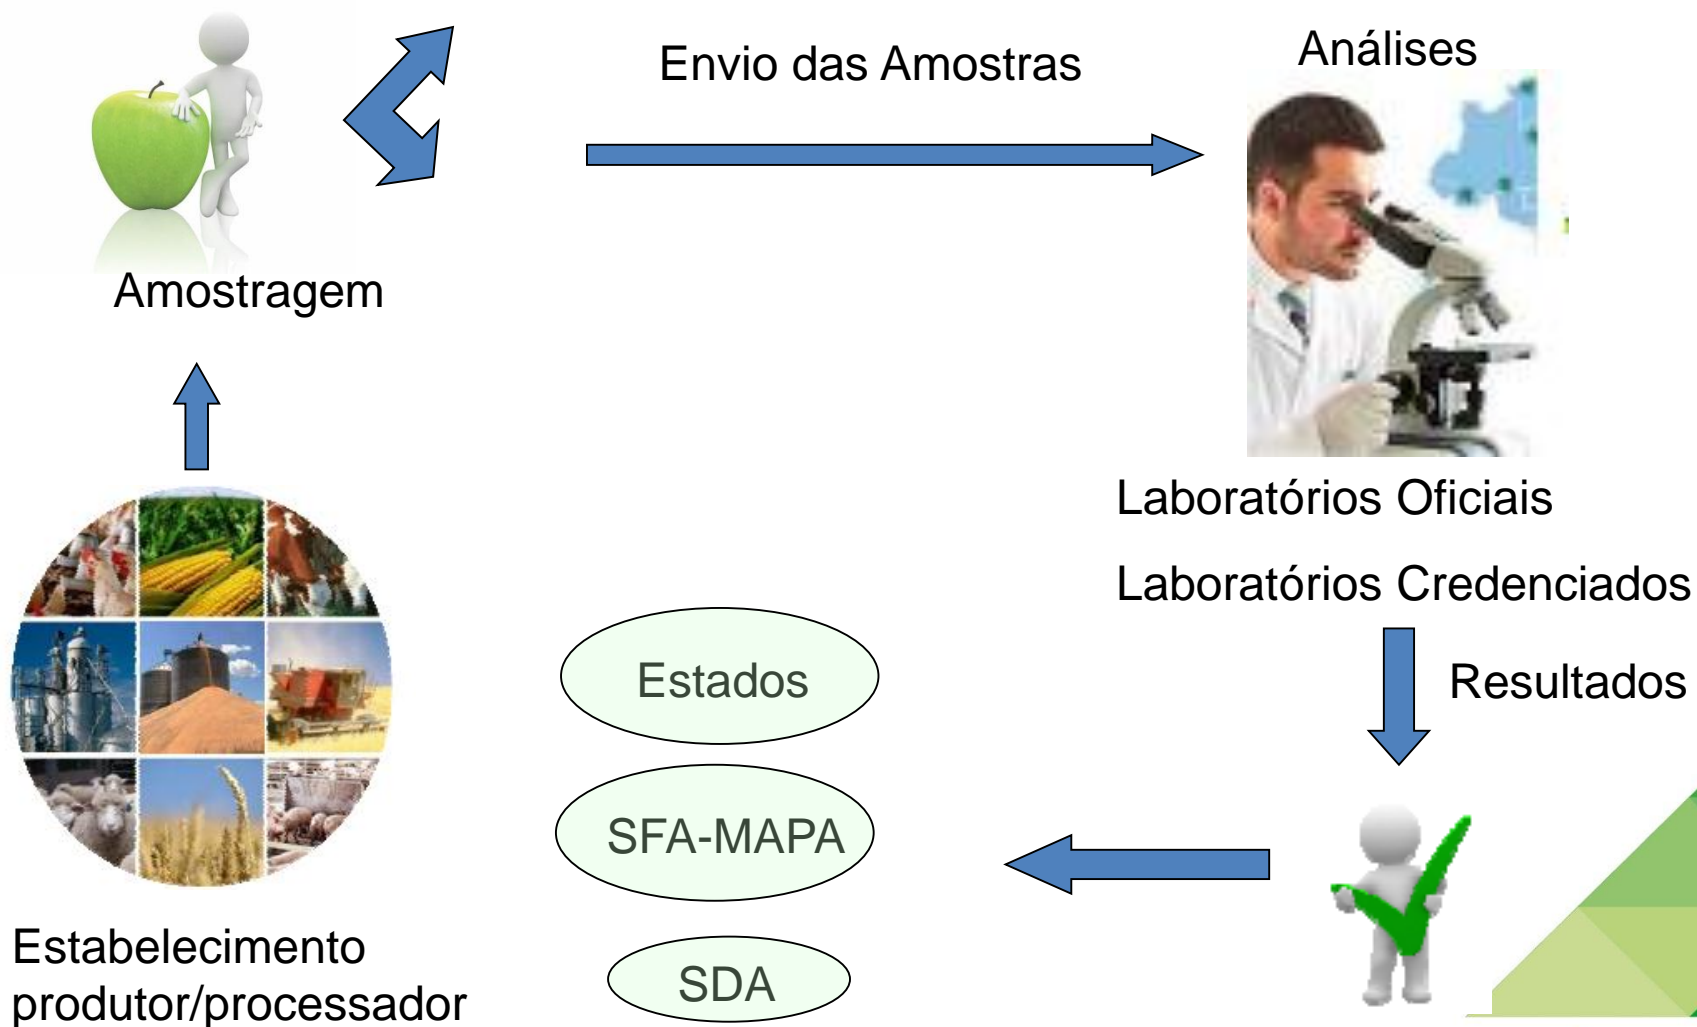 Envio das Amostras
Análises
Amostragem
Laboratórios Oficiais
Laboratórios Credenciados
Resultados
Estados
SFA-MAPA
SDA
Estabelecimento
produtor/processador